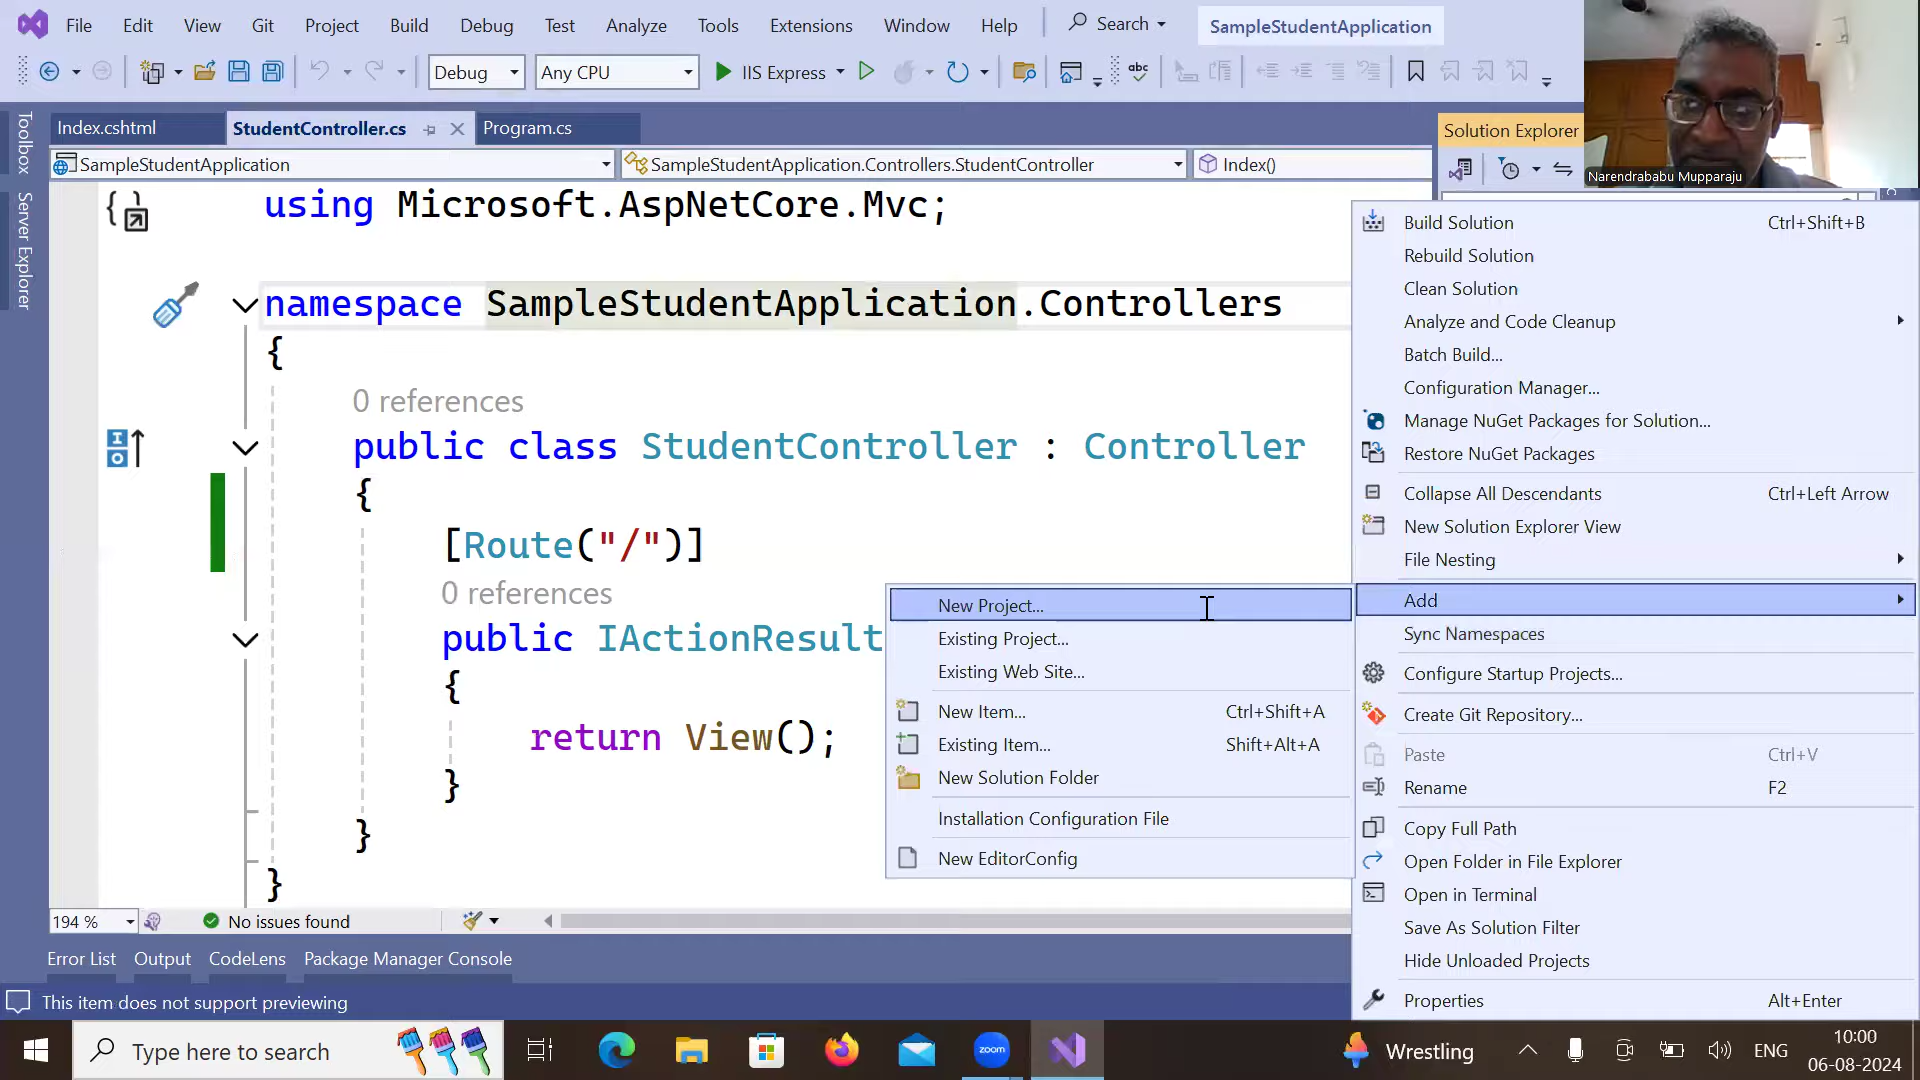 File Edit View Git Project Build Debug Test Analyze Tools Extensions Window Help Search SampleStudentApplication
Debug Any CPU IIS Express abc
Index.cshtml StudentController.cs Program.cs
Solution Explorer
SampleStudentApplication SampleStudentApplication.Controllers.StudentController Index()
Narendrababu Mupparaju
Toolbox
Server Explorer
using Microsoft.AspNetCore.Mvc;
namespace SampleStudentApplication.Controllers
{
0 references
public class StudentController : Controller
{
[Route("/")]
0 references
public IActionResult
{
return View();
}
}
}
New Project...
Existing Project...
Existing Web Site...
New Item... Ctrl+Shift+A
Existing Item... Shift+Alt+A
New Solution Folder
Installation Configuration File
New EditorConfig
Build Solution Ctrl+Shift+B
Rebuild Solution
Clean Solution
Analyze and Code Cleanup
Batch Build...
Configuration Manager...
Manage NuGet Packages for Solution...
Restore NuGet Packages
Collapse All Descendants Ctrl+Left Arrow
New Solution Explorer View
File Nesting
Add
Sync Namespaces
Configure Startup Projects...
Create Git Repository...
Paste Ctrl+V
Rename F2
Copy Full Path
Open Folder in File Explorer
Open in Terminal
Save As Solution Filter
Hide Unloaded Projects
Properties Alt+Enter
194 % No issues found
Error List Output CodeLens Package Manager Console
This item does not support previewing
Type here to search zoom Wrestling ENG
10:00
06-08-2024